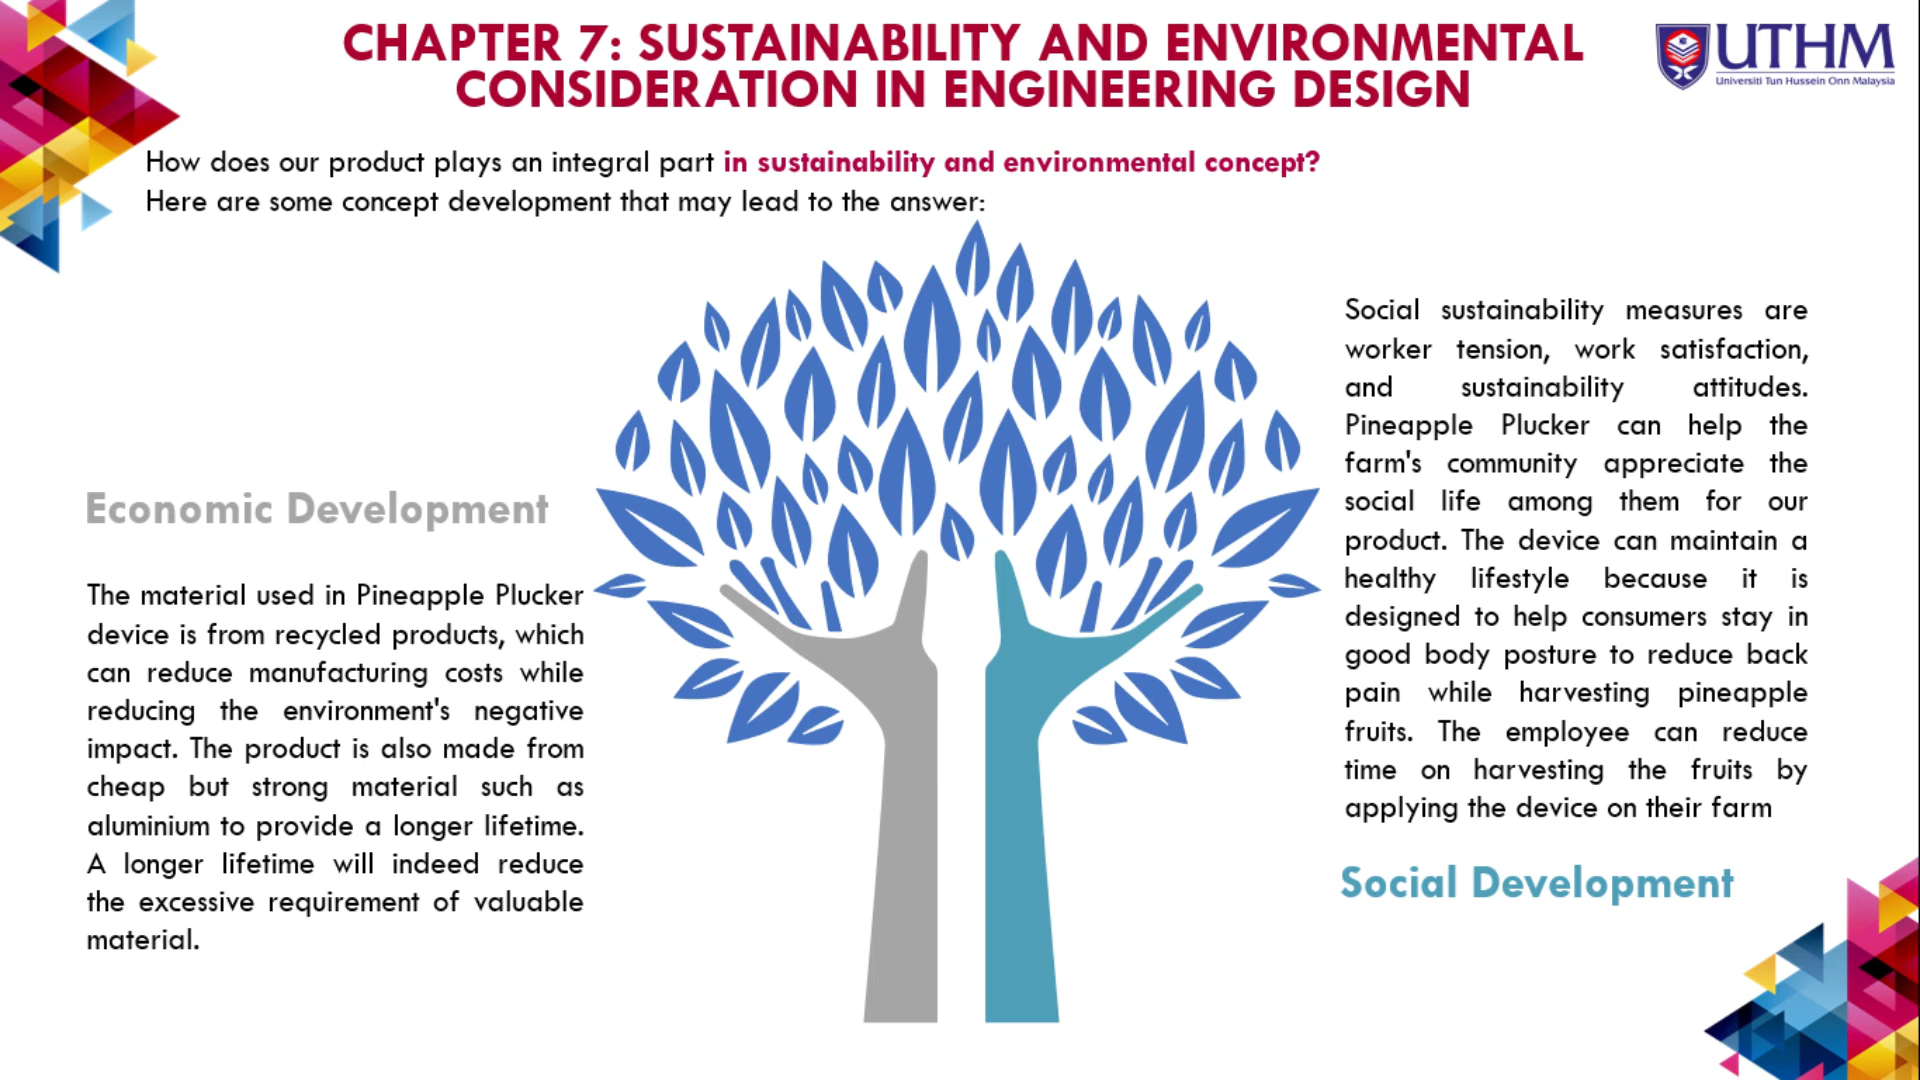 CHAPTER 7: SUSTAINABILITY AND ENVIRONMENTAL
CONSIDERATION IN ENGINEERING DESIGN
UTHM
Universiti Tun Hussein Onn Malaysia
How does our product plays an integral part in sustainability and environmental concept?
Here are some concept development that may lead to the answer:
Economic Development
The material used in Pineapple Plucker
device is from recycled products, which
can reduce manufacturing costs while
reducing the environment's negative
impact. The product is also made from
cheap but strong material such as
aluminium to provide a longer lifetime.
A longer lifetime will indeed reduce
the excessive requirement of valuable
material.
Social sustainability measures are
worker tension, work satisfaction,
and sustainability attitudes.
Pineapple Plucker can help the
farm's community appreciate the
social life among them for our
product. The device can maintain a
healthy lifestyle because it is
designed to help consumers stay in
good body posture to reduce back
pain while harvesting pineapple
fruits. The employee can reduce
time on harvesting the fruits by
applying the device on their farm
Social Development